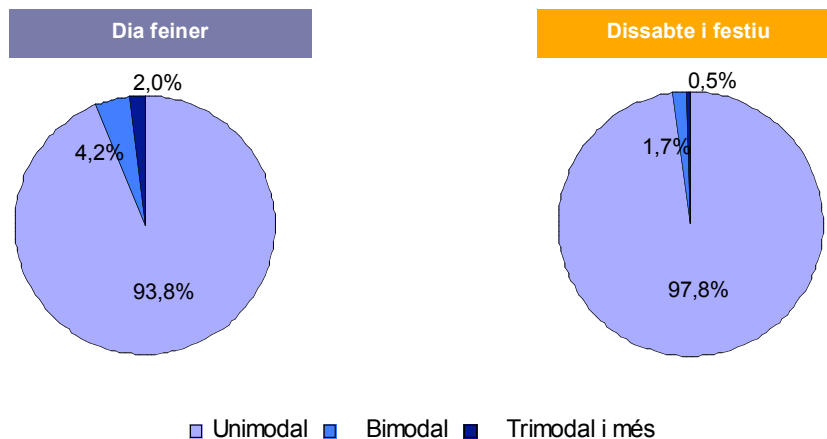 Dia feiner
Dissabte i festiu
2,0%
0,5%
4,2%
1,7%
93,8%
97,8%
Unimodal Bimodal Trimodal i més